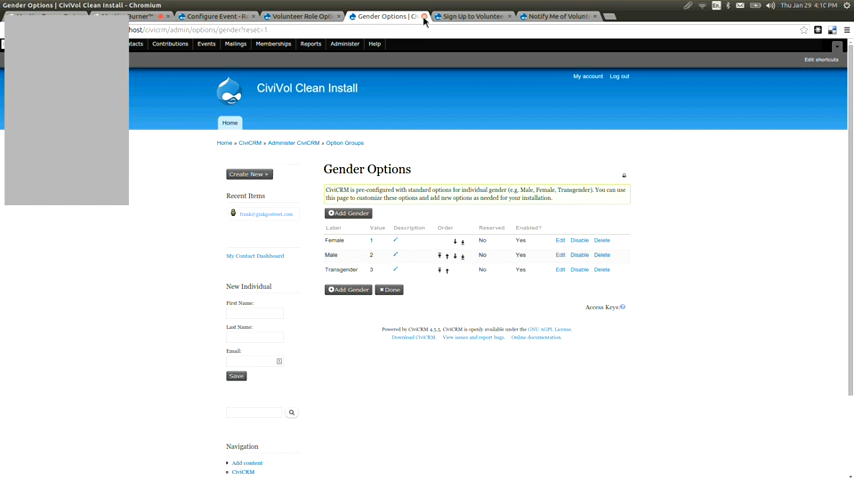 Gender Options | CiviVol Clean Install - Chromium
Thu Jan 29 4:10 PM
Configure Event - Re
Volunteer Role Optio
Gender Options | Ci
Sign Up to Voluntee
Notify Me of Volunt
host/civicrm/admin/options/gender?reset=1
tacts Contributions Events Mailings Memberships Reports Administer Help
Edit shortcuts
My account Log out
CiviVol Clean Install
Home
Home » CiviCRM » Administer CiviCRM » Option Groups
Create New »
Recent Items
frank@ginkgostreet.com
My Contact Dashboard
New Individual
First Name:
Last Name:
Email:
Save
Navigation
Add content
CiviCRM
Gender Options
CiviCRM is pre-configured with standard options for individual gender (e.g. Male, Female, Transgender). You can use
this page to customize these options and add new options as needed for your installation.
Add Gender
Label Value Description Order Reserved Enabled?
Female 1 No Yes Edit Disable Delete
Male 2 No Yes Edit Disable Delete
Transgender 3 No Yes Edit Disable Delete
Add Gender Done
Access Keys:
Powered by CiviCRM 4.5.5. CiviCRM is openly available under the GNU AGPL License.
Download CiviCRM. View issues and report bugs. Online documentation.